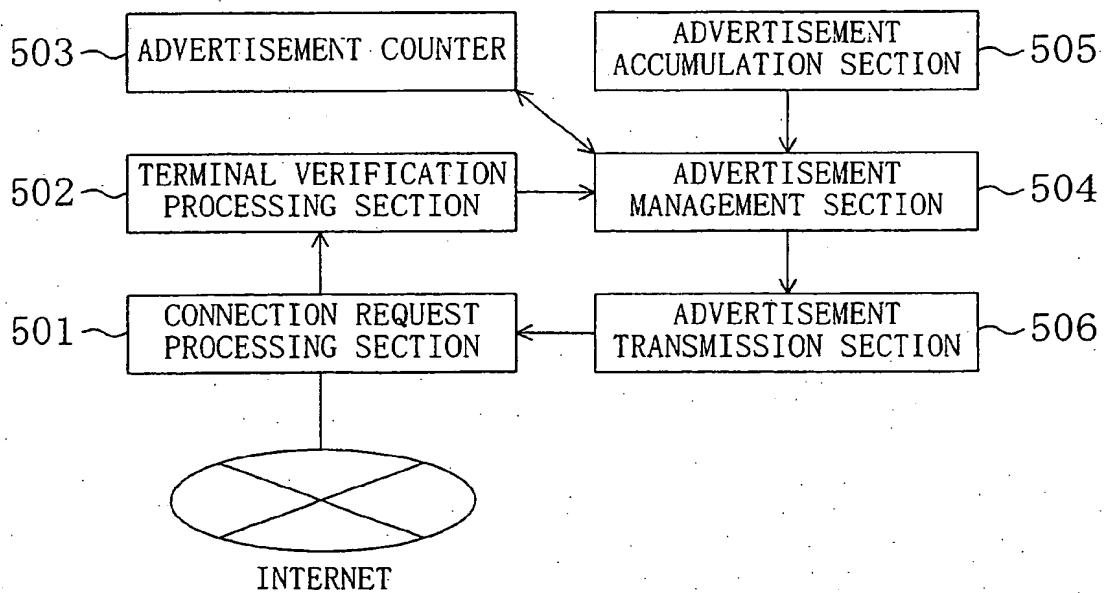 503
ADVERTISEMENT COUNTER
ADVERTISEMENT
ACCUMULATION SECTION
505
502
TERMINAL VERIFICATION
PROCESSING SECTION
ADVERTISEMENT
MANAGEMENT SECTION
504
501
CONNECTION REQUEST
PROCESSING SECTION
ADVERTISEMENT
TRANSMISSION SECTION
506
INTERNET